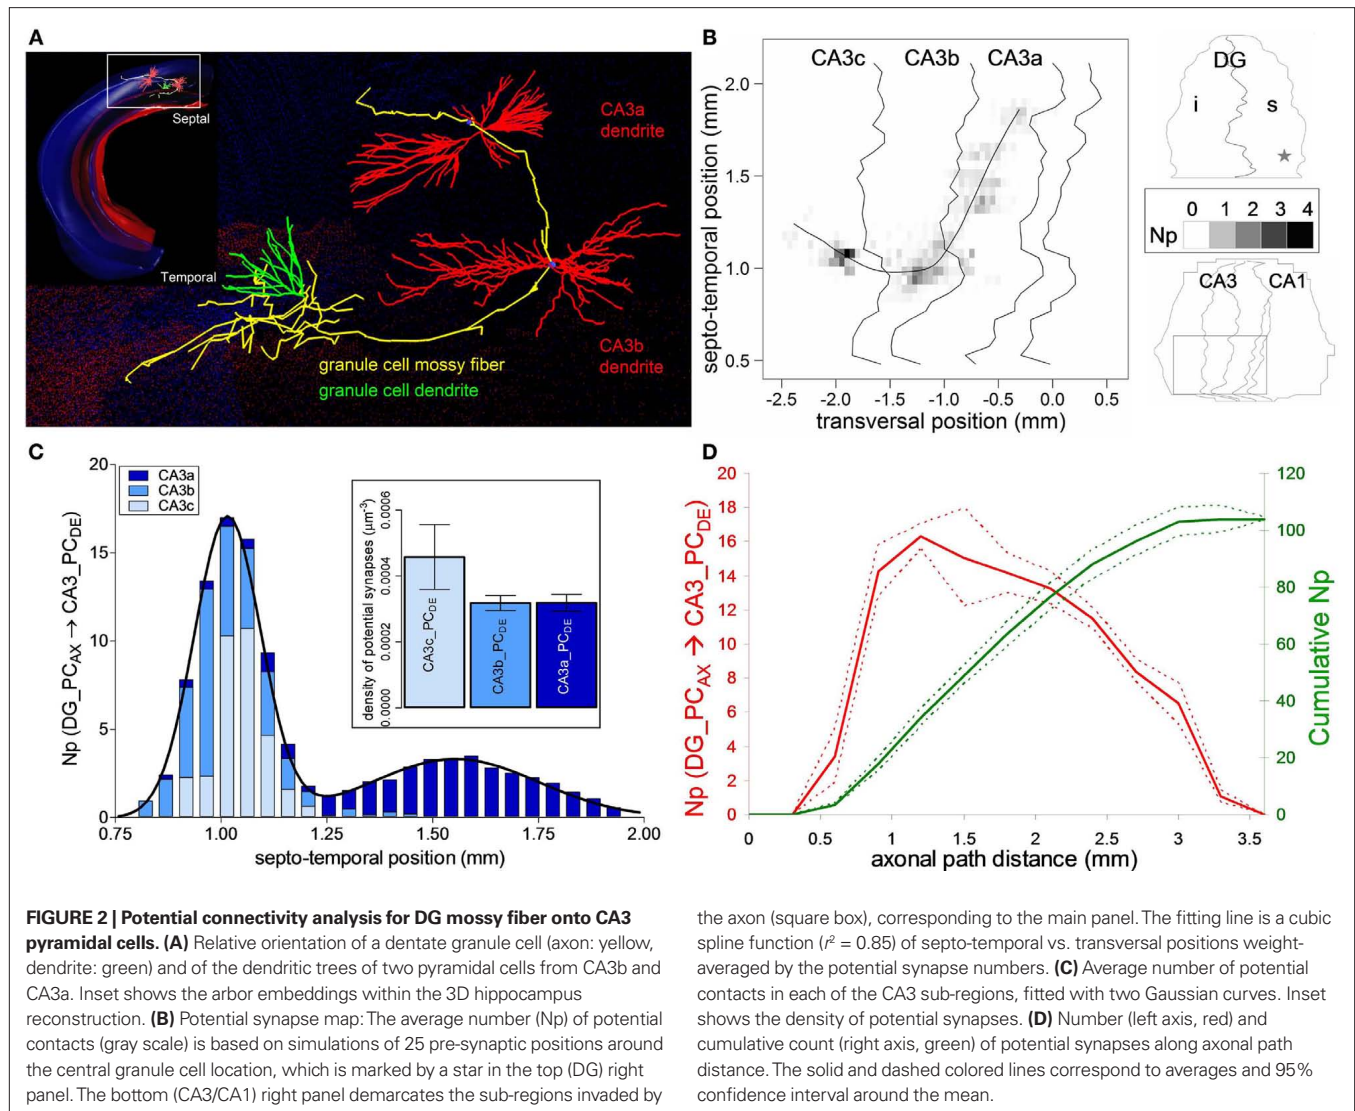 A
Septal
Temporal
CA3a
dendrite
CA3b
dendrite
granule cell mossy fiber
granule cell dendrite
B
CA3c
CA3b
CA3a
septo-temporal position (mm)
2.0
1.5
1.0
0.5
-2.5
-2.0
-1.5
-1.0
-0.5
0.0
0.5
transversal position (mm)
DG
i
s
★
0 1 2 3 4
Np
CA3
CA1
C
CA3a
CA3b
CA3c
Np (DG_PCAX → CA3_PCDE)
20
15
10
5
0
0.75
1.00
1.25
1.50
1.75
2.00
septo-temporal position (mm)
density of potential synapses (μm-3)
0.0006
0.0004
0.0002
0.0000
CA3c_PCDE
CA3b_PCDE
CA3a_PCDE
D
Np (DG_PCAX → CA3_PCDE)
20
18
16
14
12
10
8
6
4
2
0
0
0.5
1.0
1.5
2.0
2.5
3.0
3.5
axonal path distance (mm)
120
100
80
60
40
20
0
Cumulative Np
FIGURE 2 | Potential connectivity analysis for DG mossy fiber onto CA3
pyramidal cells. (A) Relative orientation of a dentate granule cell (axon: yellow,
dendrite: green) and of the dendritic trees of two pyramidal cells from CA3b and
CA3a. Inset shows the arbor embeddings within the 3D hippocampus
reconstruction. (B) Potential synapse map: The average number (Np) of potential
contacts (gray scale) is based on simulations of 25 pre-synaptic positions around
the central granule cell location, which is marked by a star in the top (DG) right
panel. The bottom (CA3/CA1) right panel demarcates the sub-regions invaded by
the axon (square box), corresponding to the main panel. The fitting line is a cubic
spline function (r2 = 0.85) of septo-temporal vs. transversal positions weight-
averaged by the potential synapse numbers. (C) Average number of potential
contacts in each of the CA3 sub-regions, fitted with two Gaussian curves. Inset
shows the density of potential synapses. (D) Number (left axis, red) and
cumulative count (right axis, green) of potential synapses along axonal path
distance. The solid and dashed colored lines correspond to averages and 95%
confidence interval around the mean.